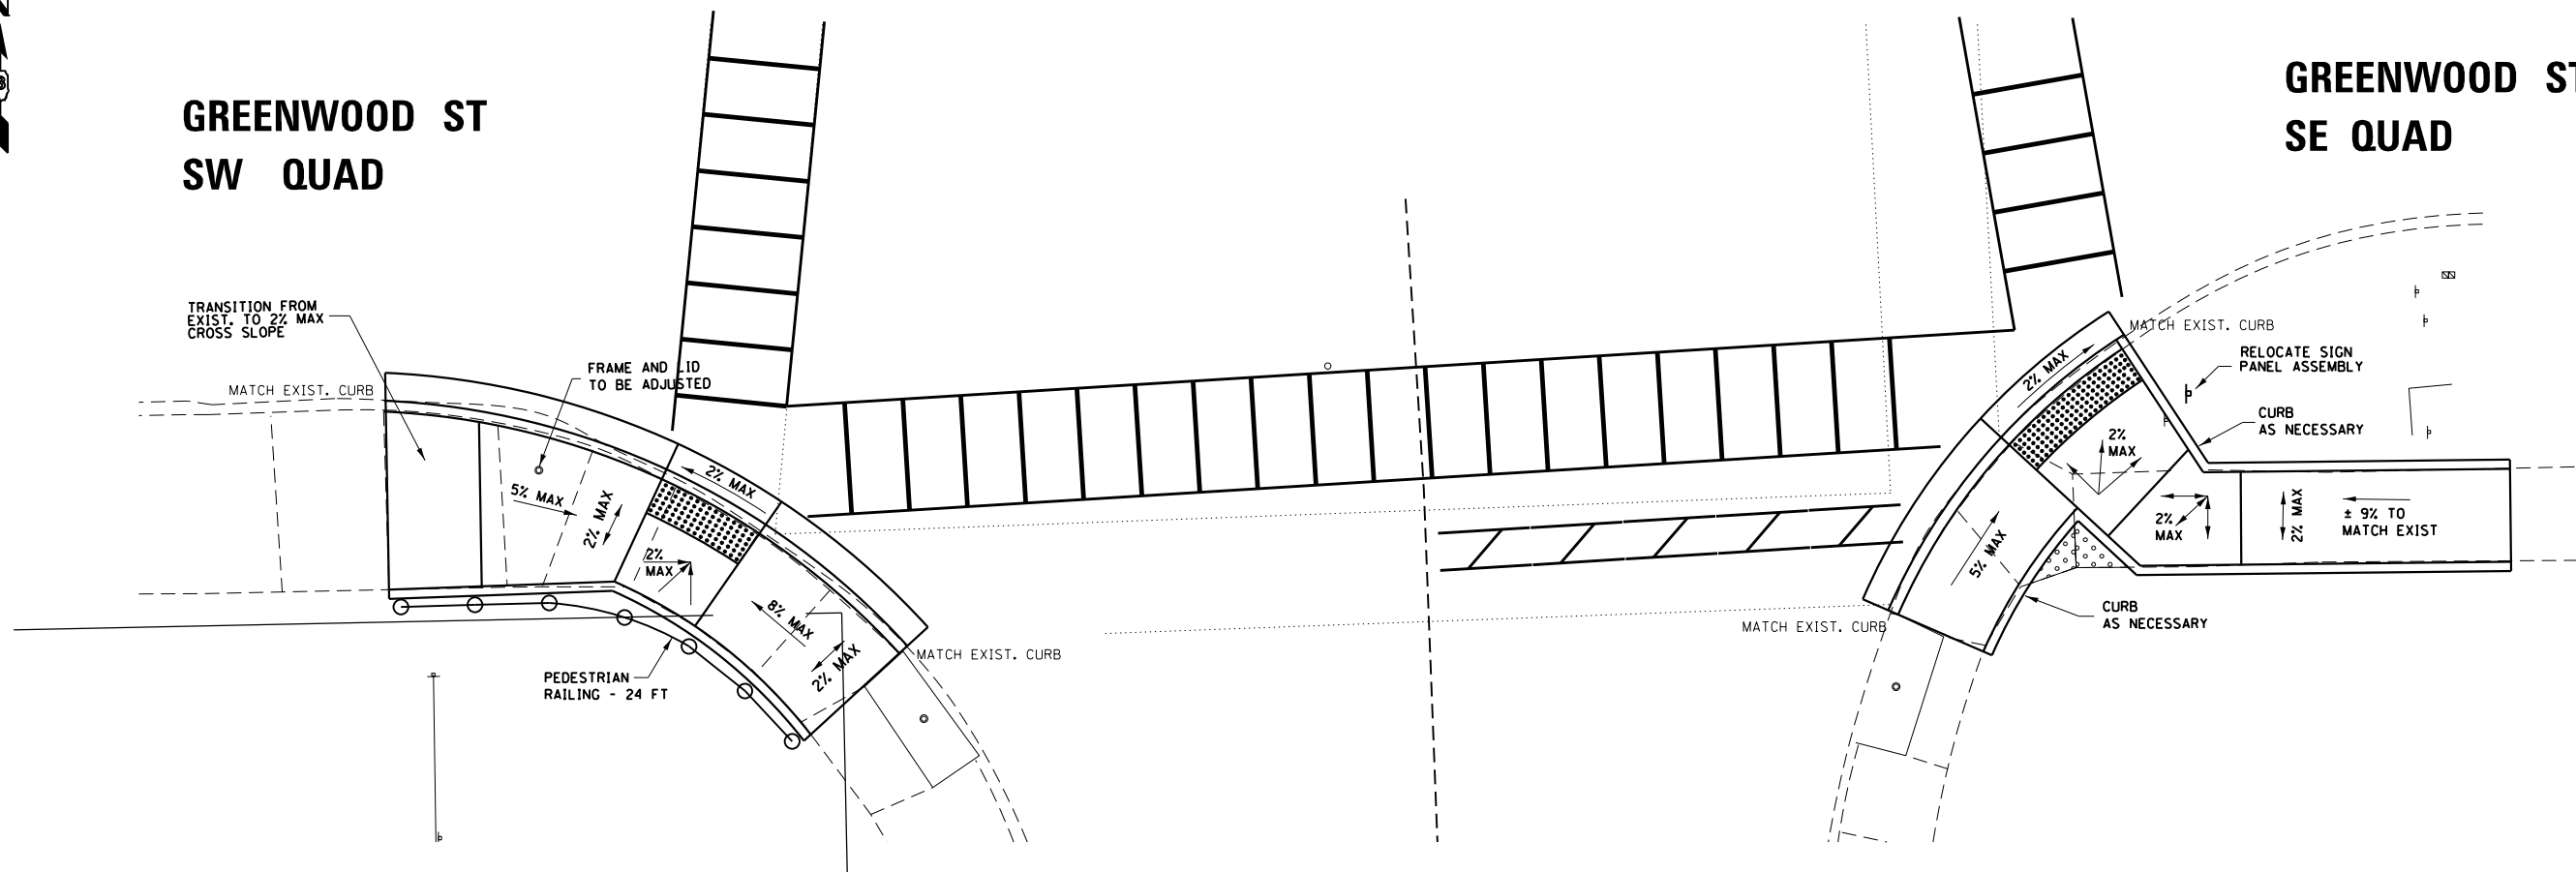 GREENWOOD ST
SW QUAD
GREENWOOD ST
SE QUAD
TRANSITION FROM
EXIST. TO 2% MAX
CROSS SLOPE
MATCH EXIST. CURB
FRAME AND LID
TO BE ADJUSTED
5% MAX
2% MAX
2% MAX
2%
MAX
8% MAX
2% MAX
PEDESTRIAN
RAILING - 24 FT
MATCH EXIST. CURB
MATCH EXIST. CURB
2% MAX
RELOCATE SIGN
PANEL ASSEMBLY
CURB
AS NECESSARY
2%
MAX
5% MAX
2%
MAX
2% MAX
± 9% TO
MATCH EXIST
CURB
AS NECESSARY
MATCH EXIST. CURB